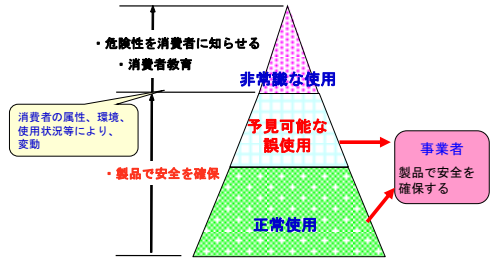 ・危険性を消費者に知らせる
・消費者教育
非常識な使用
消費者の属性、環境、
使用状況等により、
変動
予見可能な
誤使用
・製品で安全を確保
事業者
製品で安全を
確保する
正常使用